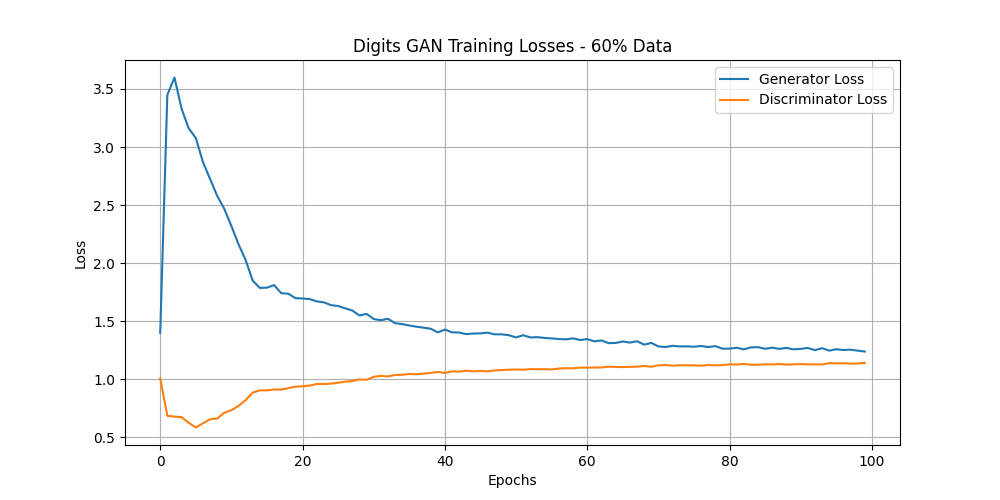 Digits GAN Training Losses - 60% Data
Generator Loss
Discriminator Loss
3.5
3.0
2.5
2.0
1.5
1.0
0.5
Loss
0 20 40 60 80 100
Epochs